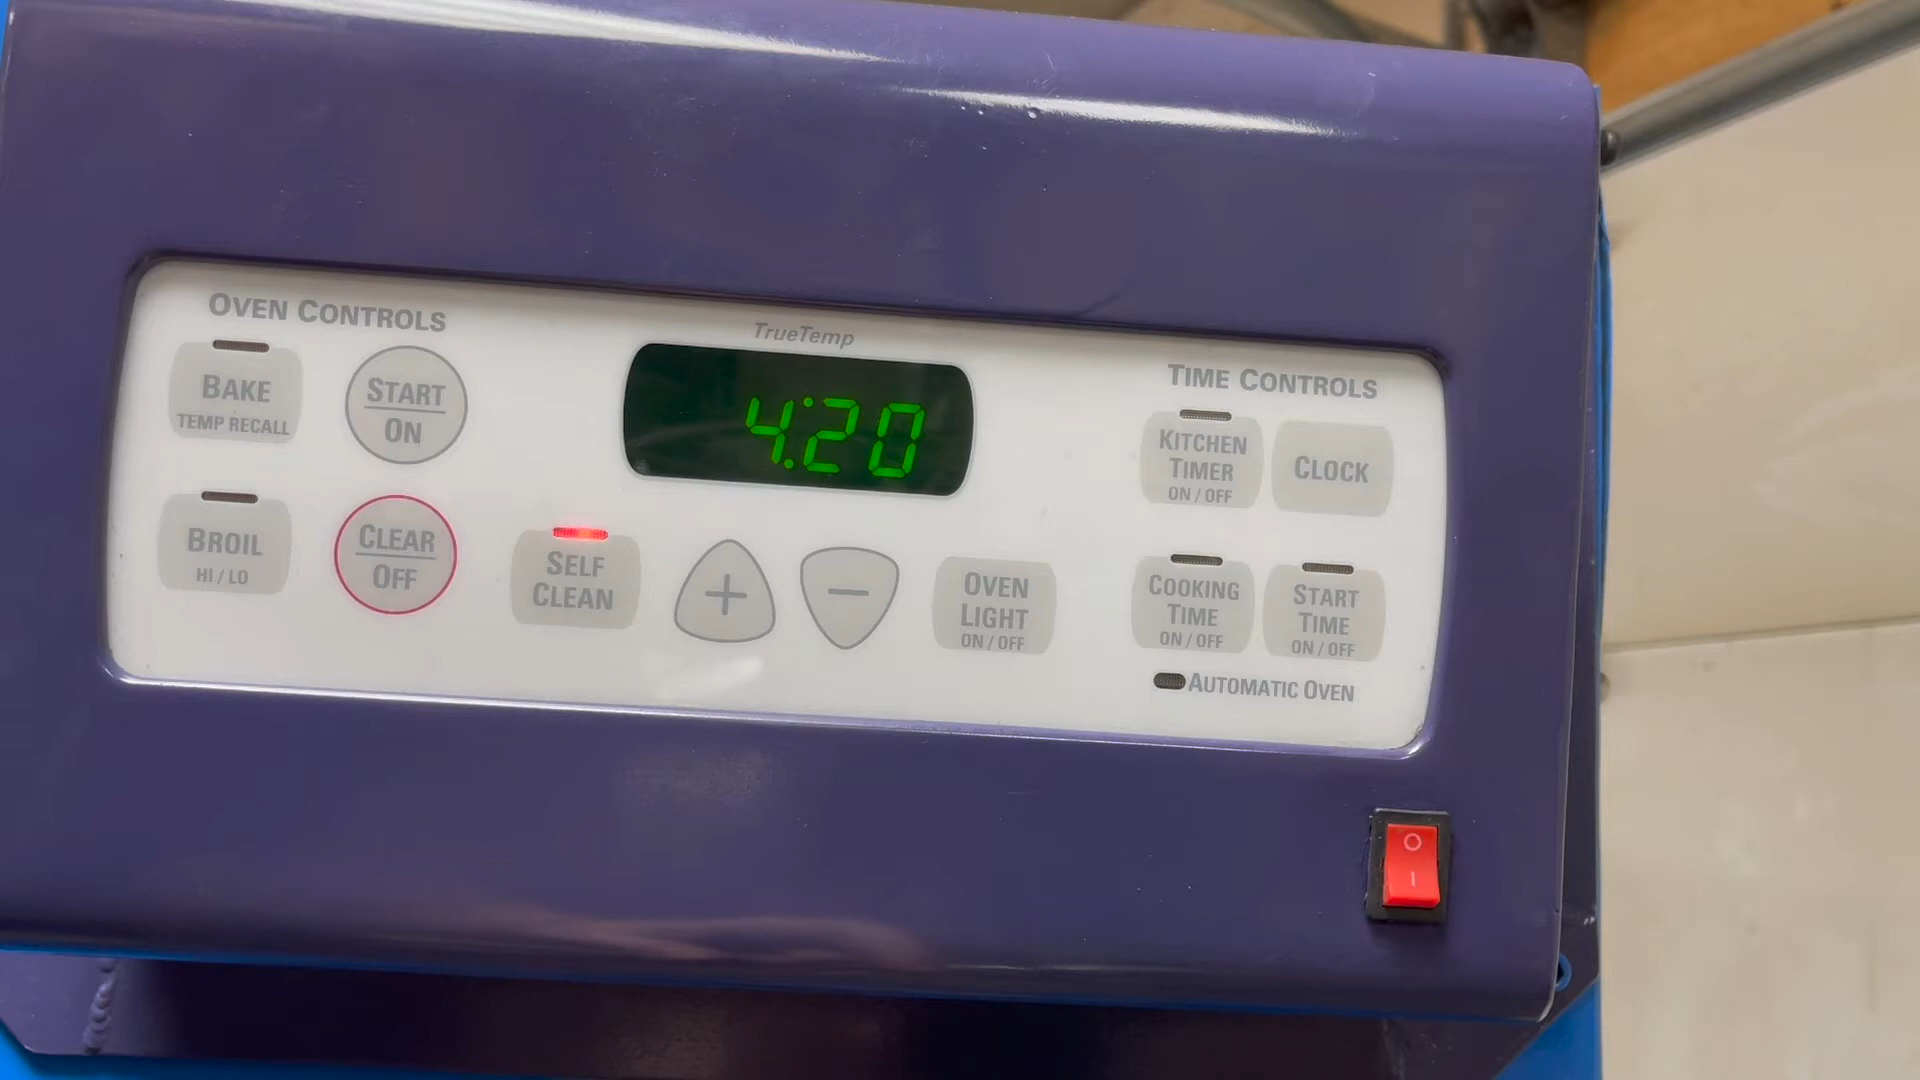 OVEN CONTROLS
BAKE
TEMP RECALL
START
ON
BROIL
HI / LO
CLEAR
OFF
SELF
CLEAN
TrueTemp
4:20
+
−
OVEN
LIGHT
ON / OFF
TIME CONTROLS
KITCHEN
TIMER
ON / OFF
CLOCK
COOKING
TIME
ON / OFF
START
TIME
ON / OFF
AUTOMATIC OVEN
O
I